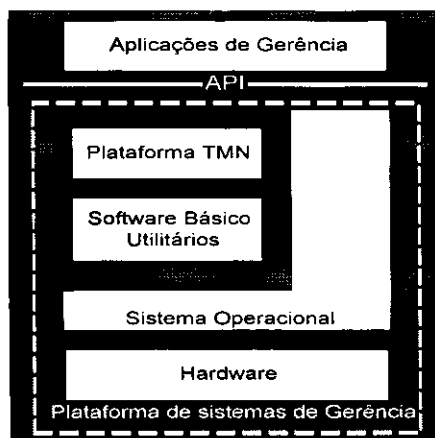 Aplicações de Gerência
API
Plataforma TMN
Software Básico
Utilitários
Sistema Operacional
Hardware
Plataforma de sistemas de Gerência